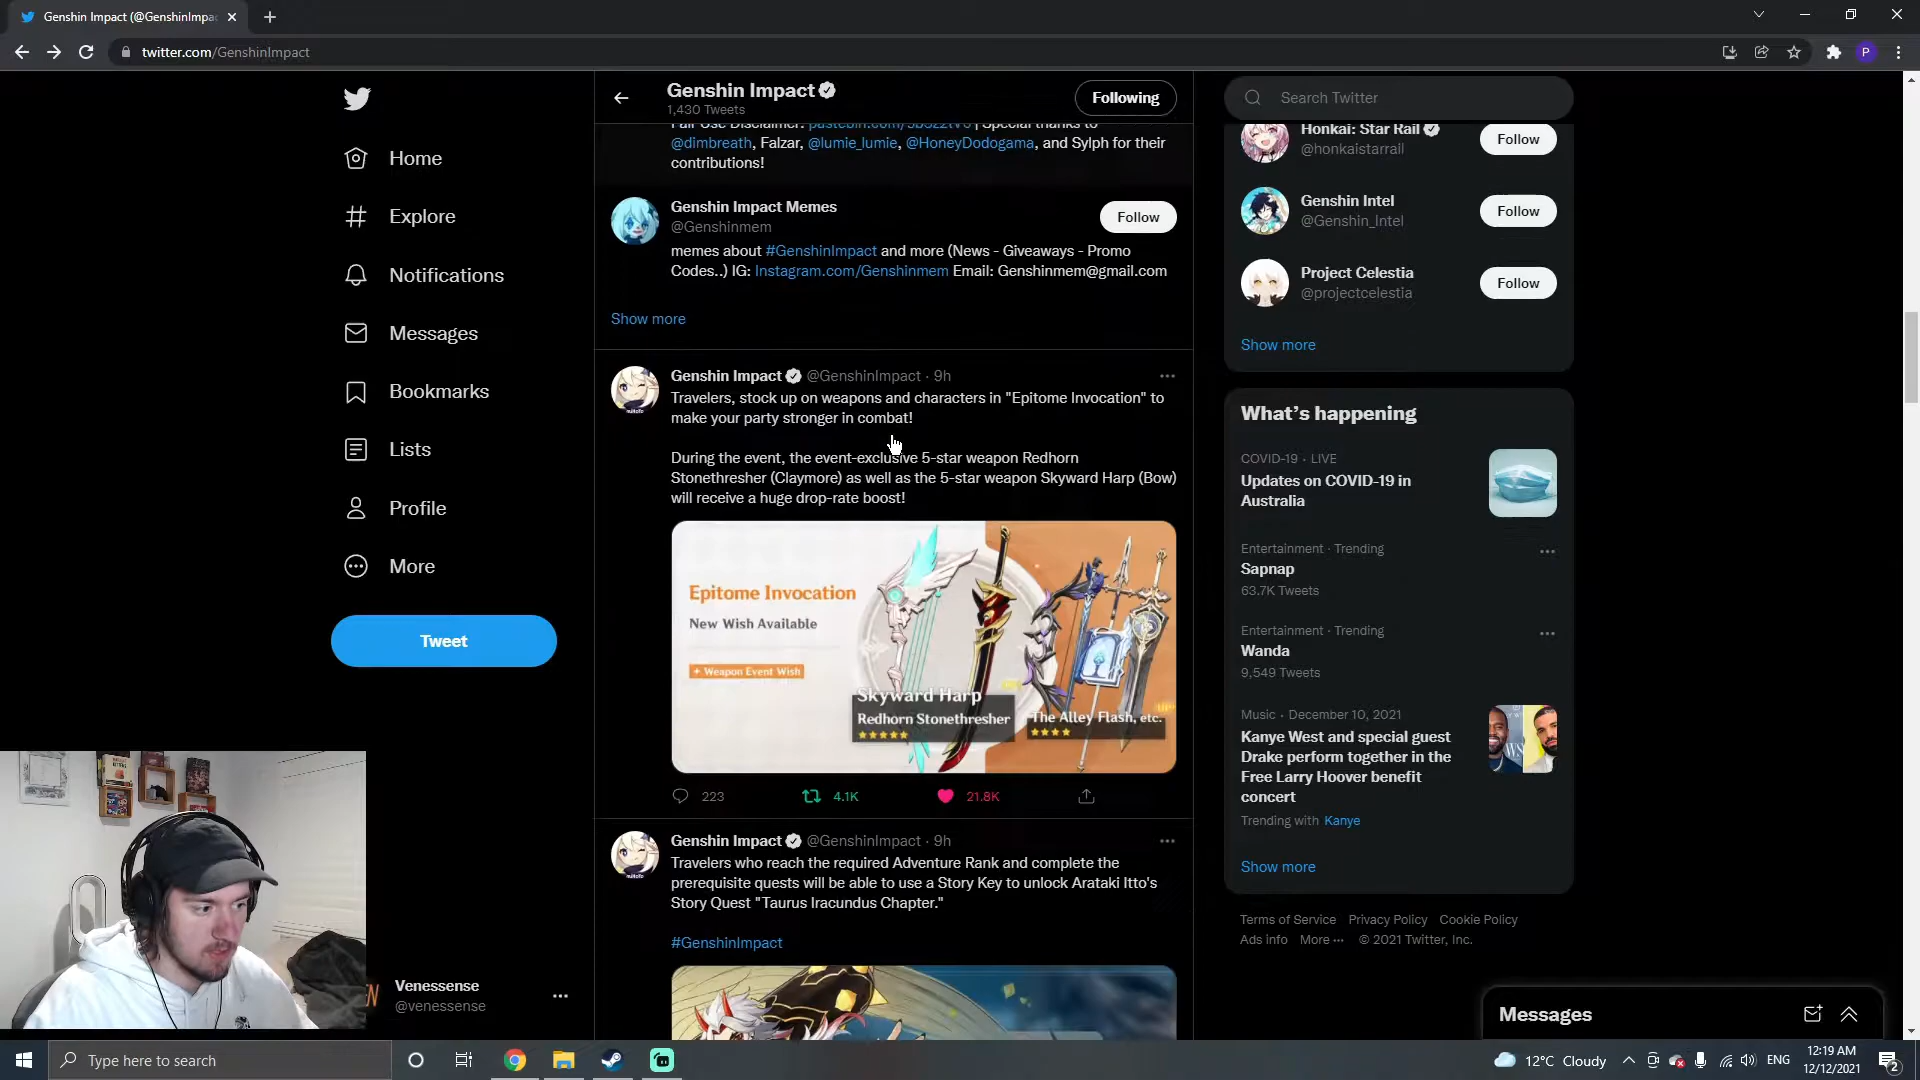 Genshin Impact (@GenshinImpa
twitter.com/GenshinImpact
P
Home
Explore
Notifications
Messages
Bookmarks
Lists
Profile
More
Tweet
Venessense
@venessense
Genshin Impact
1,430 Tweets
Following
Fair Use Disclaimer: | Special thanks to
@dimbreath, Falzar, @lumie_lumie, @HoneyDodogama, and Sylph for their
contributions!
Genshin Impact Memes
@Genshinmem
Follow
memes about #GenshinImpact and more (News - Giveaways - Promo
Codes..) IG: Instagram.com/Genshinmem Email: Genshinmem@gmail.com
Show more
Genshin Impact @GenshinImpact · 9h
Travelers, stock up on weapons and characters in "Epitome Invocation" to
make your party stronger in combat!
During the event, the event-exclusive 5-star weapon Redhorn
Stonethresher (Claymore) as well as the 5-star weapon Skyward Harp (Bow)
will receive a huge drop-rate boost!
Epitome Invocation
New Wish Available
+ Weapon Event Wish
Skyward Harp
Redhorn Stonethresher
The Alley Flash, etc.
223
4.1K
21.8K
Genshin Impact @GenshinImpact · 9h
Travelers who reach the required Adventure Rank and complete the
prerequisite quests will be able to use a Story Key to unlock Arataki Itto's
Story Quest "Taurus Iracundus Chapter."
#GenshinImpact
Search Twitter
Honkai: Star Rail
@honkaistarrail
Follow
Genshin Intel
@Genshin_Intel
Follow
Project Celestia
@projectcelestia
Follow
Show more
What's happening
COVID-19 · LIVE
Updates on COVID-19 in
Australia
Entertainment · Trending
Sapnap
63.7K Tweets
Entertainment · Trending
Wanda
9,549 Tweets
Music · December 10, 2021
Kanye West and special guest
Drake perform together in the
Free Larry Hoover benefit
concert
Trending with Kanye
Show more
Terms of Service Privacy Policy Cookie Policy
Ads info More ··· © 2021 Twitter, Inc.
Messages
Type here to search
12°C Cloudy
ENG
12:19 AM
12/12/2021
2